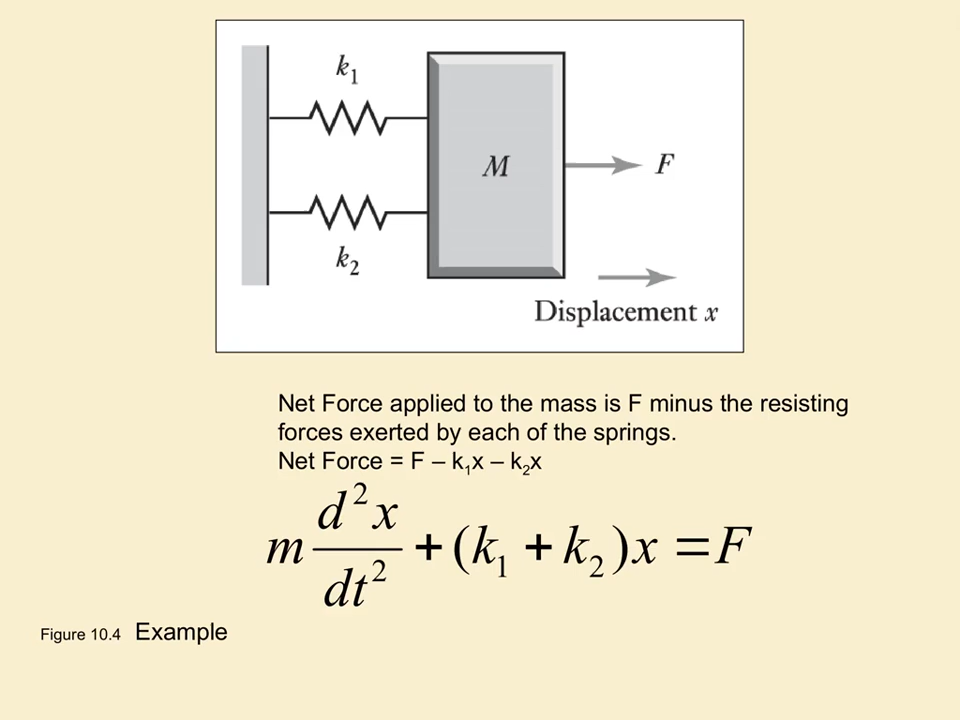 k₁
M
F
k₂
Displacement x
Net Force applied to the mass is F minus the resisting
forces exerted by each of the springs.
Net Force = F – k₁x – k₂x
m d²x/dt² + (k₁ + k₂)x = F
Figure 10.4 Example